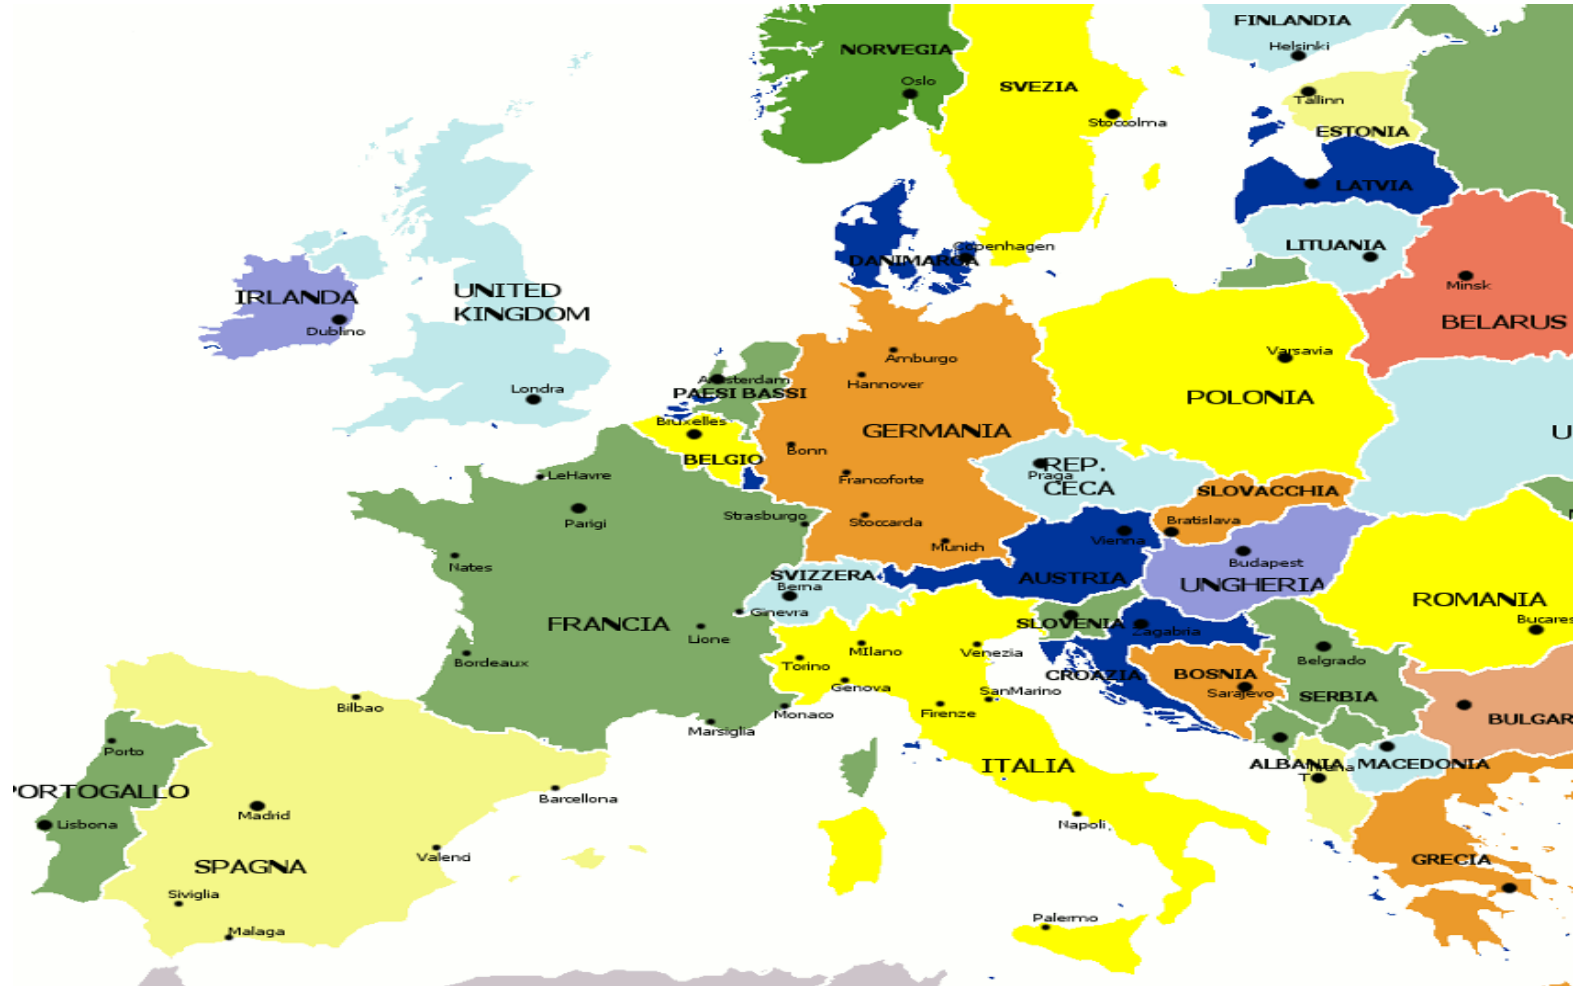 FINLANDIA
Helsinki
NORVEGIA
Oslo
SVEZIA
Stoccolma
Tallinn
ESTONIA
LATVIA
LITUANIA
Copenhagen
DANIMARCA
Minsk
BELARUS
IRLANDA
Dublino
UNITED
KINGDOM
Londra
Amsterdam
PAESI BASSI
Bruxelles
BELGIO
Amburgo
Hannover
GERMANIA
Bonn
Francoforte
Stoccarda
Munich
Varsavia
POLONIA
U
REP.
Praga
CECA
SLOVACCHIA
Bratislava
Vienna
AUSTRIA
Budapest
UNGHERIA
ROMANIA
Bucares
LeHavre
Parigi
Strasburgo
Nates
FRANCIA
Lione
Bordeaux
Marsiglia
Monaco
SVIZZERA
Berna
Ginevra
SLOVENIA
Zagabria
CROAZIA
BOSNIA
Sarajevo
Belgrado
SERBIA
BULGAR
Torino
MIlano
Venezia
Genova
SanMarino
Firenze
ITALIA
Napoli
Palermo
ALBANIA
MACEDONIA
GRECIA
Bilbao
Porto
PORTOGALLO
Lisbona
Madrid
Barcellona
SPAGNA
Valenci
Siviglia
Malaga